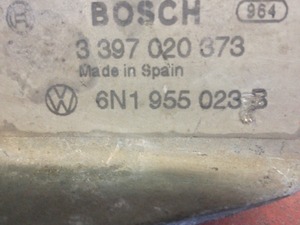 BOSCH 964
3 397 020 373
Made in Spain
6N1 955 023 B